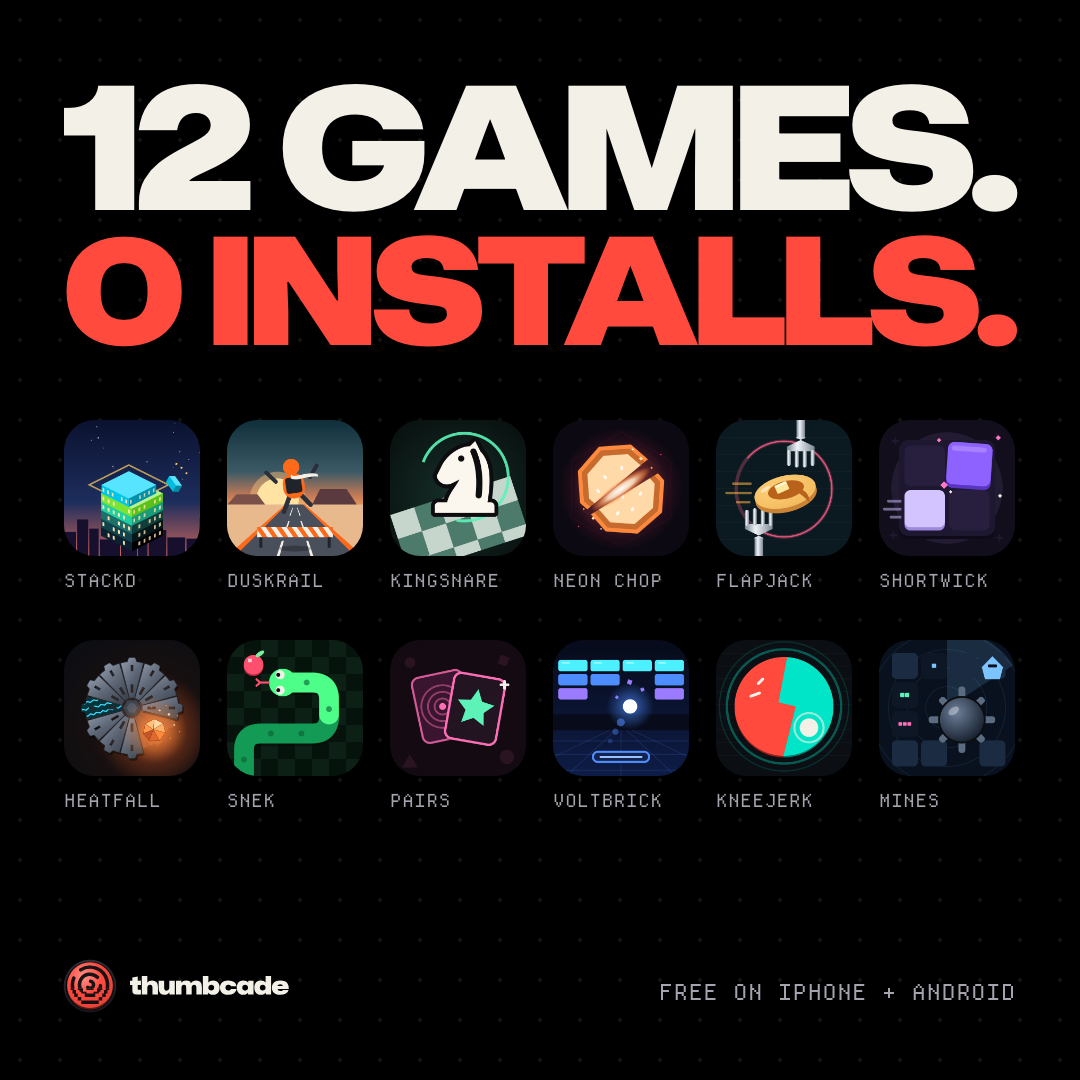 12 GAMES.
0 INSTALLS.
STACKD DUSKRAIL KINGSNARE NEON CHOP FLAPJACK SHORTWICK
HEATFALL SNEK PAIRS VOLTBRICK KNEEJERK MINES
thumbcade FREE ON IPHONE + ANDROID